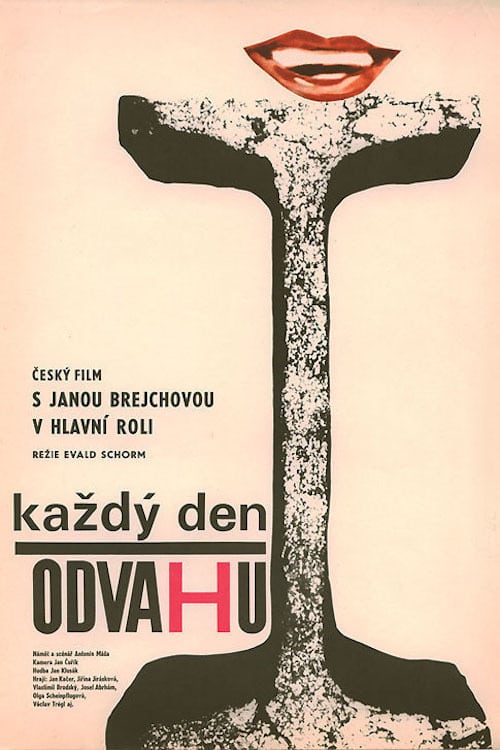 ČESKÝ FILM
S JANOU BREJCHOVOU
V HLAVNÍ ROLI
REŽIE EVALD SCHORM
každý den
ODVAHU
Námět a scénář Antonín Máša
Kamera Jan Čuřík
Hudba Jan Klusák
Hrají: Jan Kačer, Jiřina Jirásková,
Vlastimil Brodský, Josef Abrhám,
Olga Scheinpflugová,
Václav Trégl aj.